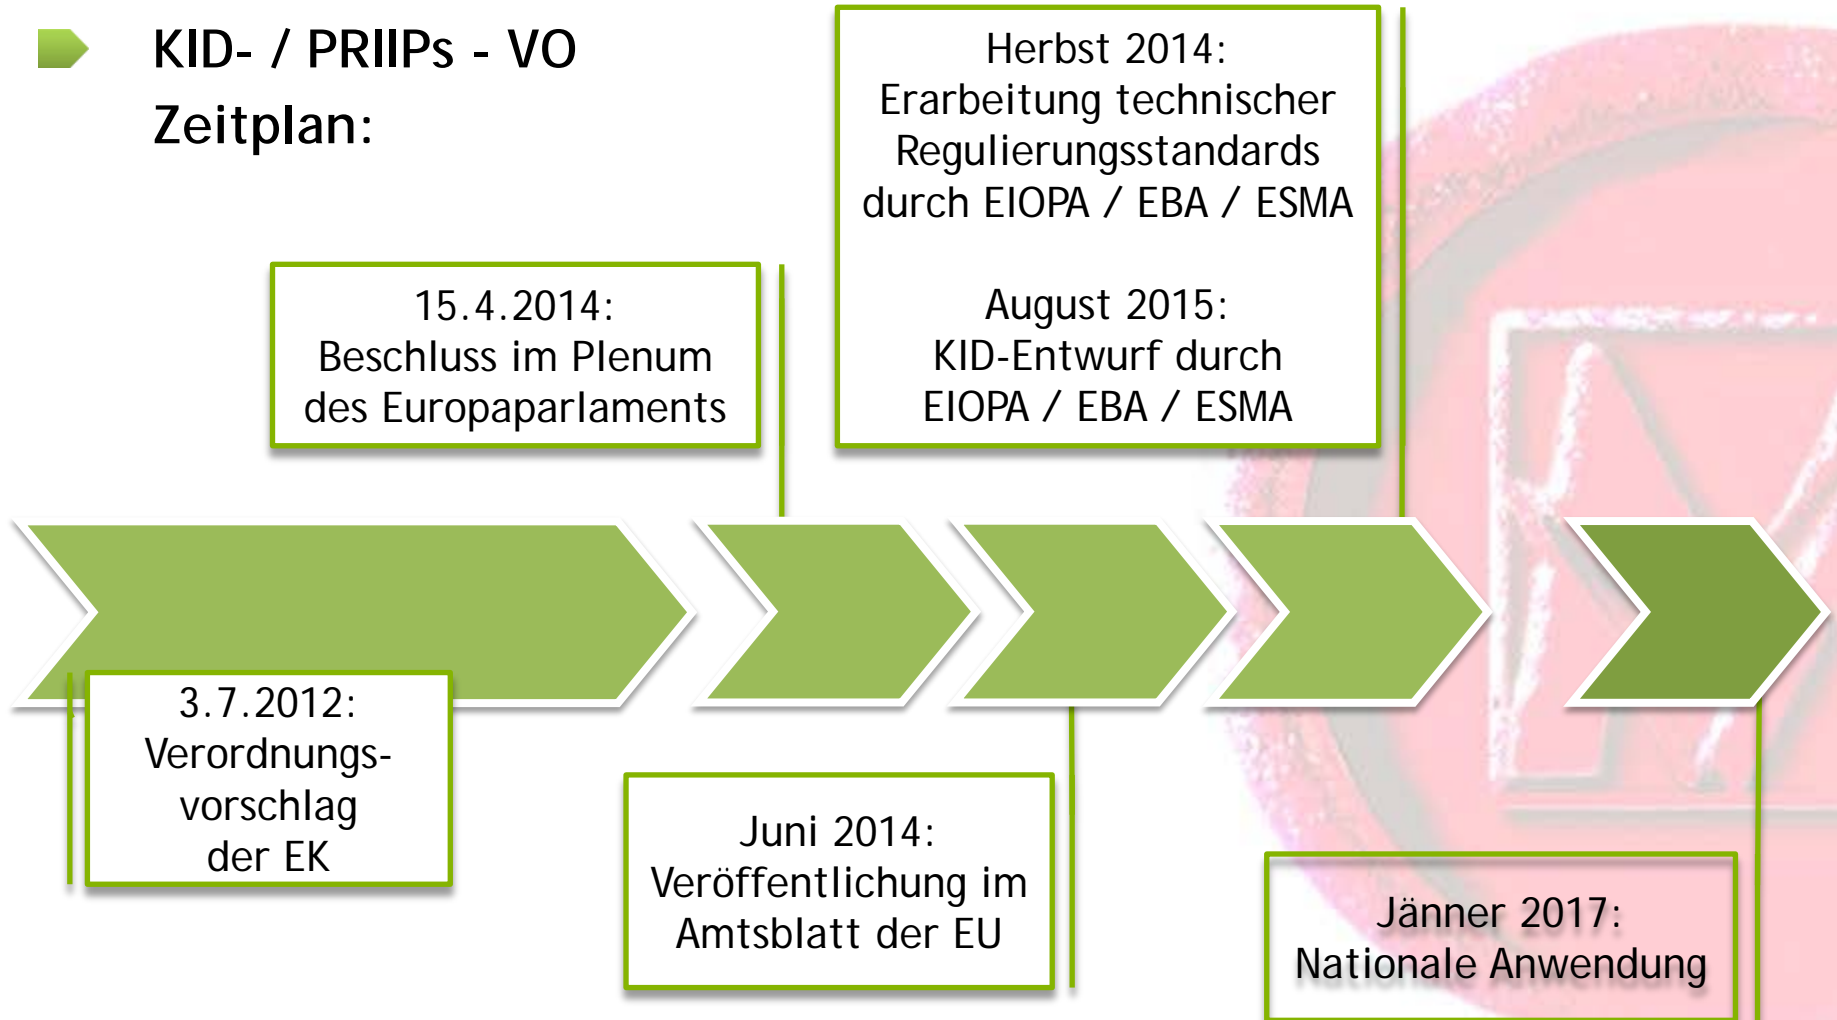 KID- / PRIIPs - VO
Zeitplan:
Herbst 2014:
Erarbeitung technischer
Regulierungsstandards
durch EIOPA / EBA / ESMA
August 2015:
KID-Entwurf durch
EIOPA / EBA / ESMA
15.4.2014:
Beschluss im Plenum
des Europaparlaments
3.7.2012:
Verordnungs-
vorschlag
der EK
Juni 2014:
Veröffentlichung im
Amtsblatt der EU
Jänner 2017:
Nationale Anwendung